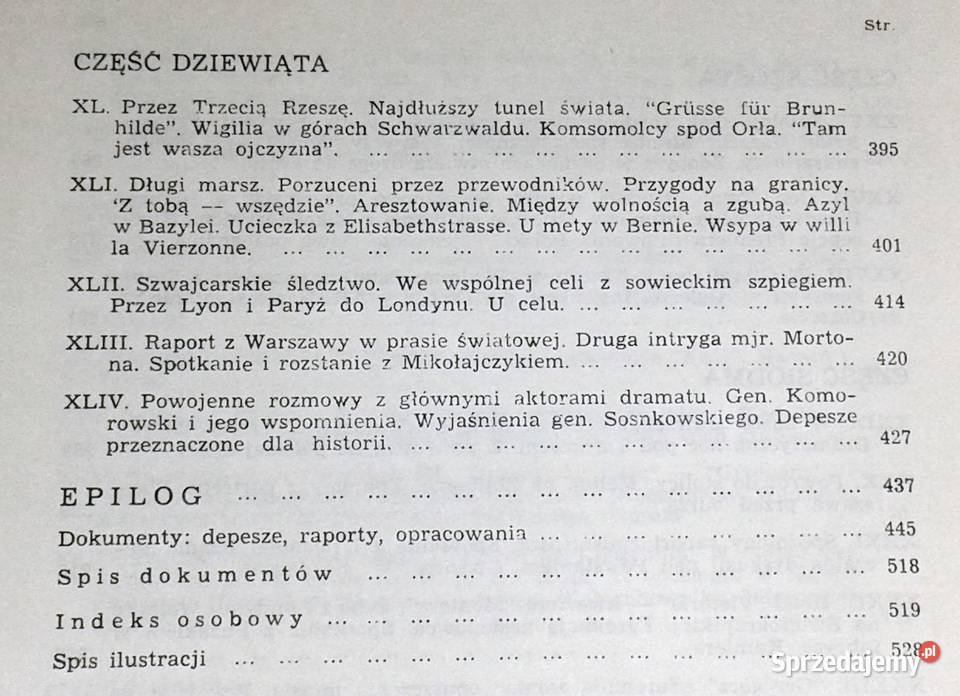 Str.
CZĘŚĆ DZIEWIĄTA
XL. Przez Trzecią Rzeszę. Najdłuższy tunel świata. “Grüsse für Brun-
hilde”. Wigilia w górach Schwarzwaldu. Komsomolcy spod Orła. “Tam
jest wasza ojczyzna”. ... ... ... ... ... ... ... ... ... ... ... ... 395
XLI. Długi marsz. Porzuceni przez przewodników. Przygody na granicy.
‘Z tobą — wszędzie”. Aresztowanie. Między wolnością a zgubą. Azyl
w Bazylei. Ucieczka z Elisabethstrasse. U mety w Bernie. Wsypa w willi
la Vierzonne. ... ... ... ... ... ... ... ... ... ... ... ... ... 401
XLII. Szwajcarskie śledztwo. We wspólnej celi z sowieckim szpiegiem.
Przez Lyon i Paryż do Londynu. U celu. ... ... ... ... ... ... 414
XLIII. Raport z Warszawy w prasie światowej. Druga intryga mjr. Morto-
na. Spotkanie i rozstanie z Mikołajczykiem. ... ... ... ... ... ... 420
XLIV. Powojenne rozmowy z głównymi aktorami dramatu. Gen. Komo-
rowski i jego wspomnienia. Wyjaśnienia gen. Sosnkowskiego. Depesze
przeznaczone dla historii. ... ... ... ... ... ... ... ... ... ... 427
EPILOG ... ... ... ... ... ... ... ... ... ... ... ... ... 437
Dokumenty: depesze, raporty, opracowania ... ... ... ... ... ... ... 445
Spis dokumentów ... ... ... ... ... ... ... ... ... ... ... 518
Indeks osobowy ... ... ... ... ... ... ... ... ... ... ... 519
Spis ilustracji ... ... ... ... ... ... ... ... ... ... ... ... ... 528
Sprzedajemy.pl